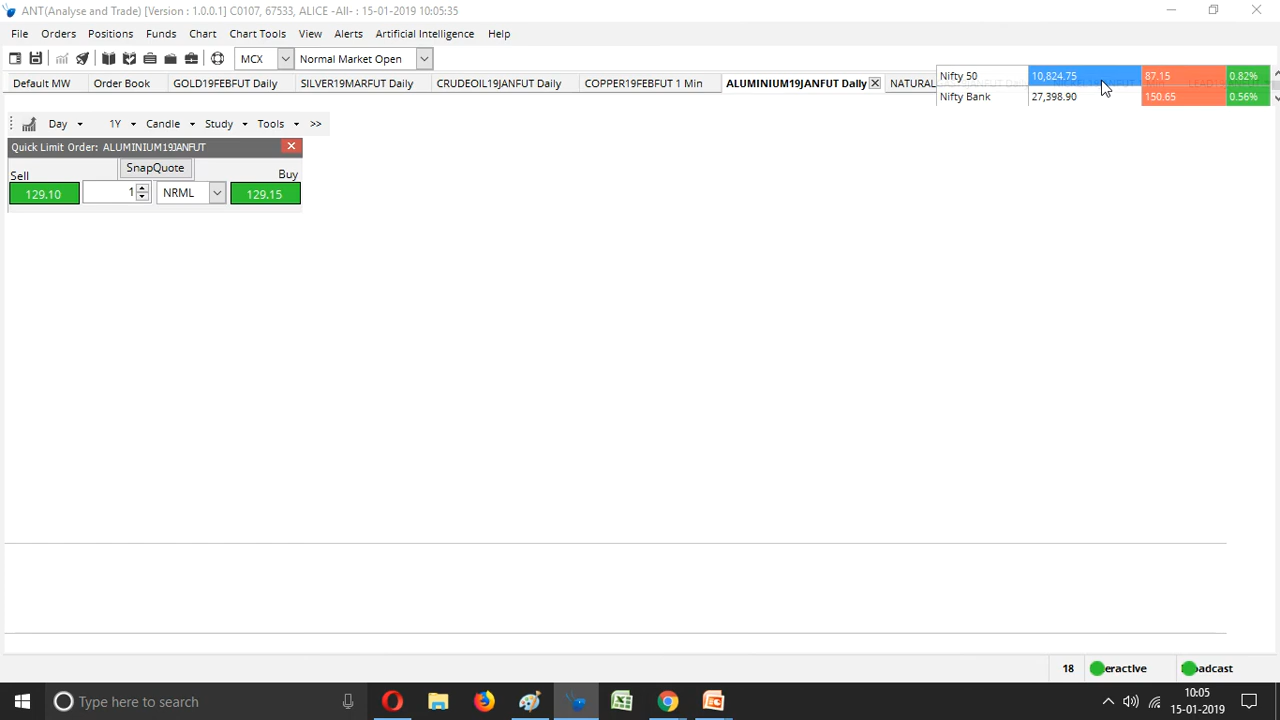 ANT(Analyse and Trade) [Version : 1.0.0.1] C0107, 67533, ALICE -All- : 15-01-2019 10:05:35
File Orders Positions Funds Chart Chart Tools View Alerts Artificial Intelligence Help
MCX Normal Market Open
Default MW Order Book GOLD19FEBFUT Daily SILVER19MARFUT Daily CRUDEOIL19JANFUT Daily COPPER19FEBFUT 1 Min ALUMINIUM19JANFUT Daily NATURAL
Nifty 50 10,824.75 87.15 0.82%
Nifty Bank 27,398.90 150.65 0.56%
Day 1Y Candle Study Tools >>
Quick Limit Order: ALUMINIUM19JANFUT
SnapQuote
Sell Buy
129.10 1 NRML 129.15
18 eractive adcast
Type here to search
10:05
15-01-2019